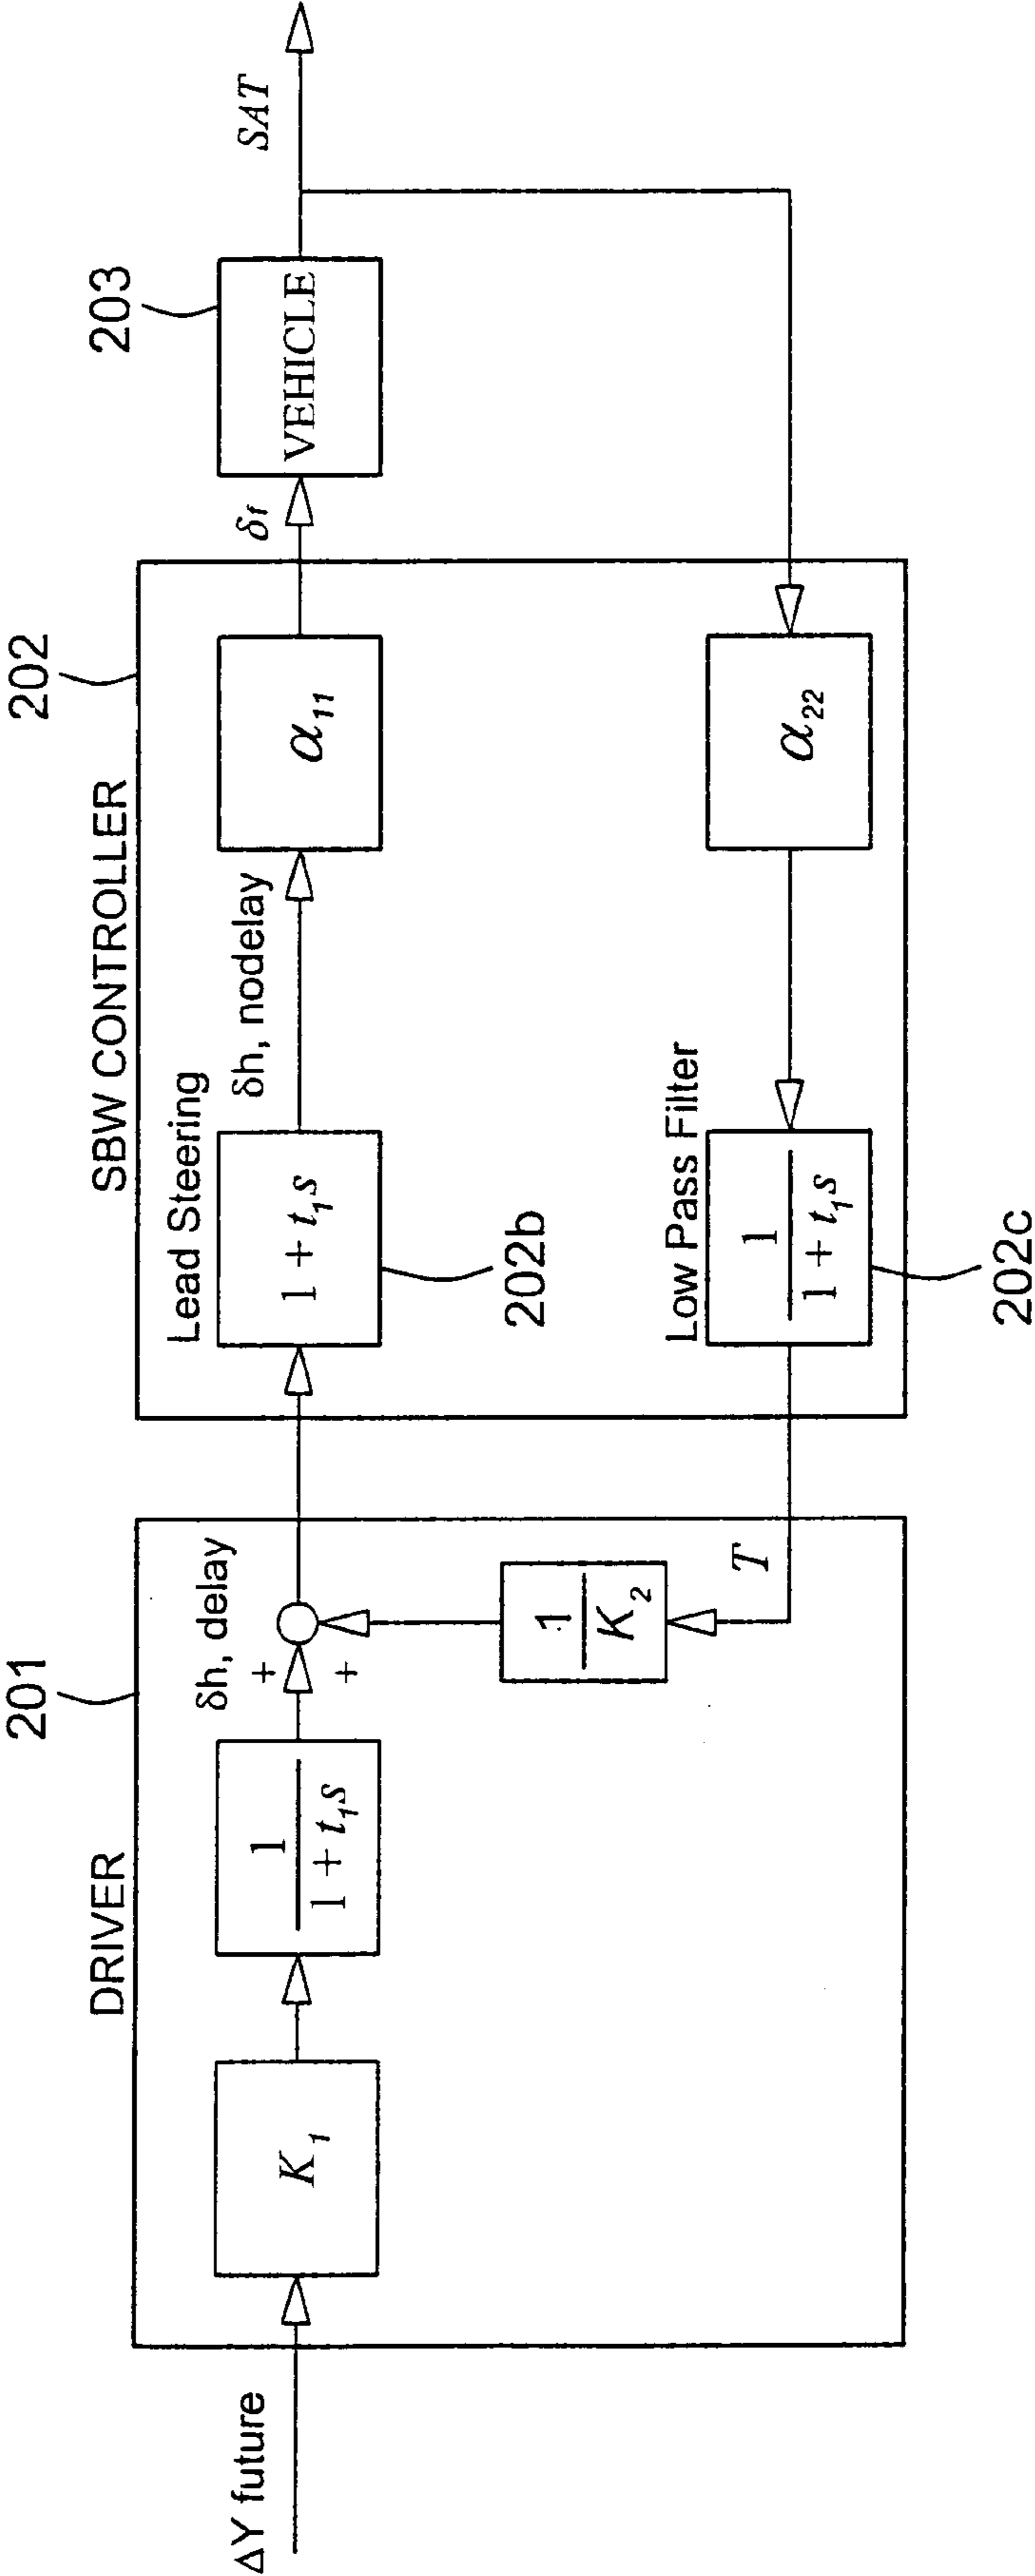 201
DRIVER
202
SBW CONTROLLER
203
ΔY future
K₁
1
1 + t₁s
δh, delay
+
+
1
K₂
T
Lead Steering
1 + t₁s
202b
δh, nodelay
α₁₁
δf
VEHICLE
SAT
Low Pass Filter
1
1 + t₁s
202c
α₂₂